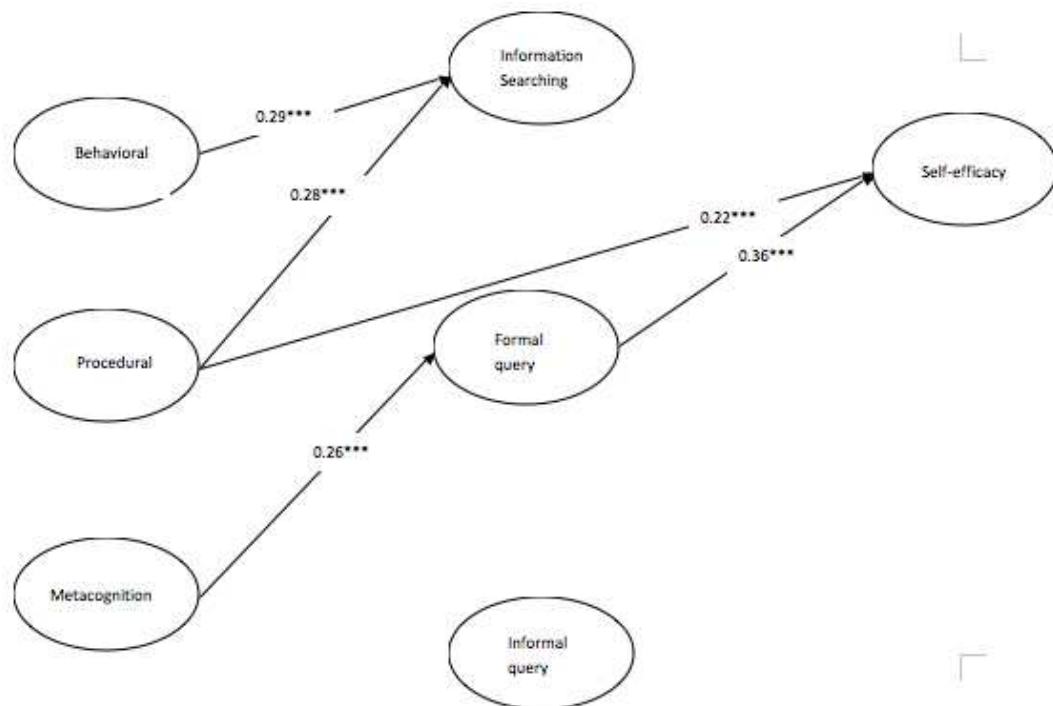 Information
Searching
0.29***
Behavioral
Self-efficacy
0.28***
0.22***
0.36***
Formal
query
Procedural
0.26***
Metacognition
Informal
query